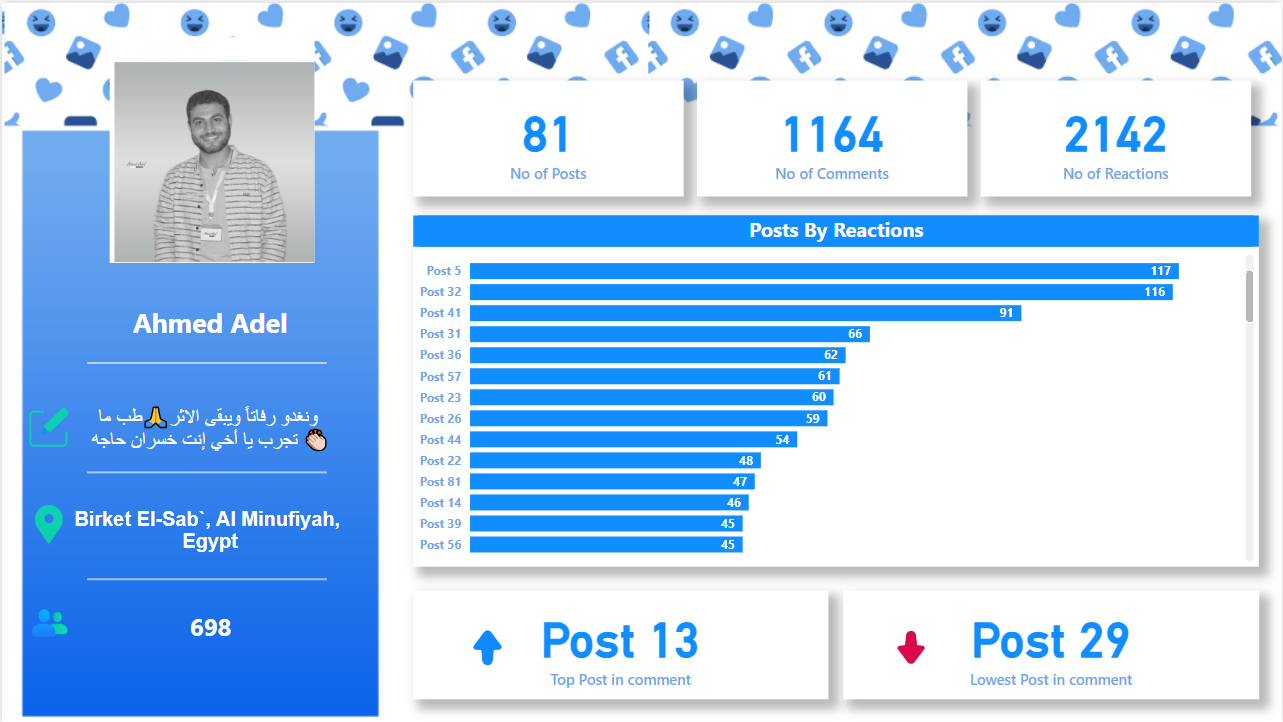 81
No of Posts
1164
No of Comments
2142
No of Reactions
Ahmed Adel
ونغدو رفاتاً ويبقى الاثر🙏طب ما
تجرب يا أخي إنت خسران حاجه 👏🏻
Birket El-Sab`, Al Minufiyah,
Egypt
698
Posts By Reactions
Post 5 117
Post 32 116
Post 41 91
Post 31 66
Post 36 62
Post 57 61
Post 23 60
Post 26 59
Post 44 54
Post 22 48
Post 81 47
Post 14 46
Post 39 45
Post 56 45
Post 13
Top Post in comment
Post 29
Lowest Post in comment